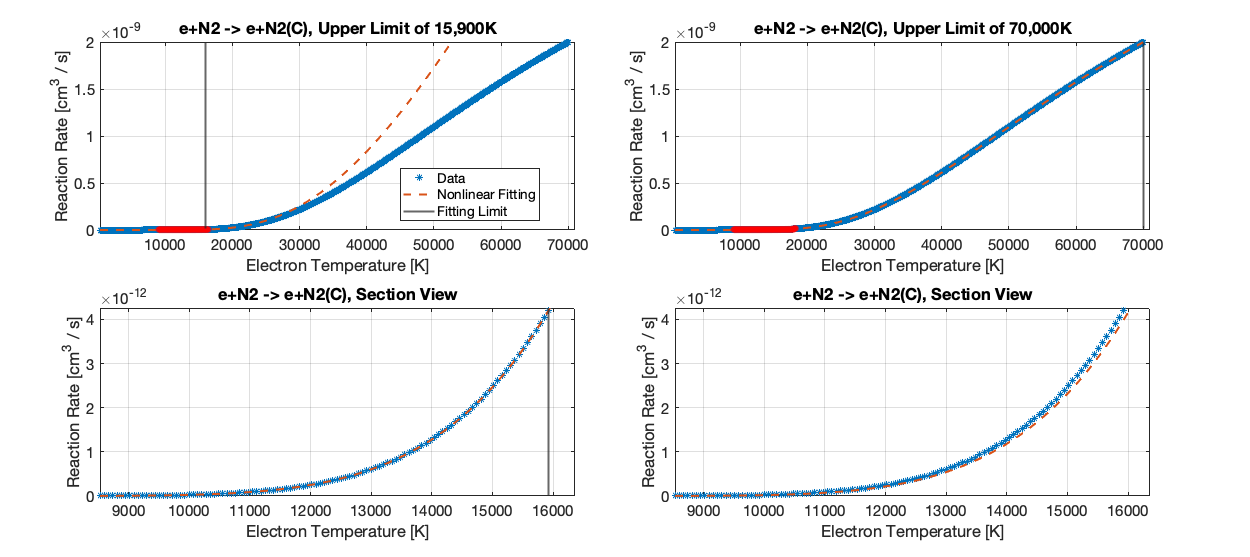 e+N2 -> e+N2(C), Upper Limit of 15,900K
×10-9
2
1.5
1
0.5
0
Reaction Rate [cm3 / s]
Data
Nonlinear Fitting
Fitting Limit
10000 20000 30000 40000 50000 60000 70000
Electron Temperature [K]
e+N2 -> e+N2(C), Upper Limit of 70,000K
×10-9
2
1.5
1
0.5
0
Reaction Rate [cm3 / s]
10000 20000 30000 40000 50000 60000 70000
Electron Temperature [K]
e+N2 -> e+N2(C), Section View
×10-12
4
3
2
1
0
Reaction Rate [cm3 / s]
9000 10000 11000 12000 13000 14000 15000 16000
Electron Temperature [K]
e+N2 -> e+N2(C), Section View
×10-12
4
3
2
1
0
Reaction Rate [cm3 / s]
9000 10000 11000 12000 13000 14000 15000 16000
Electron Temperature [K]